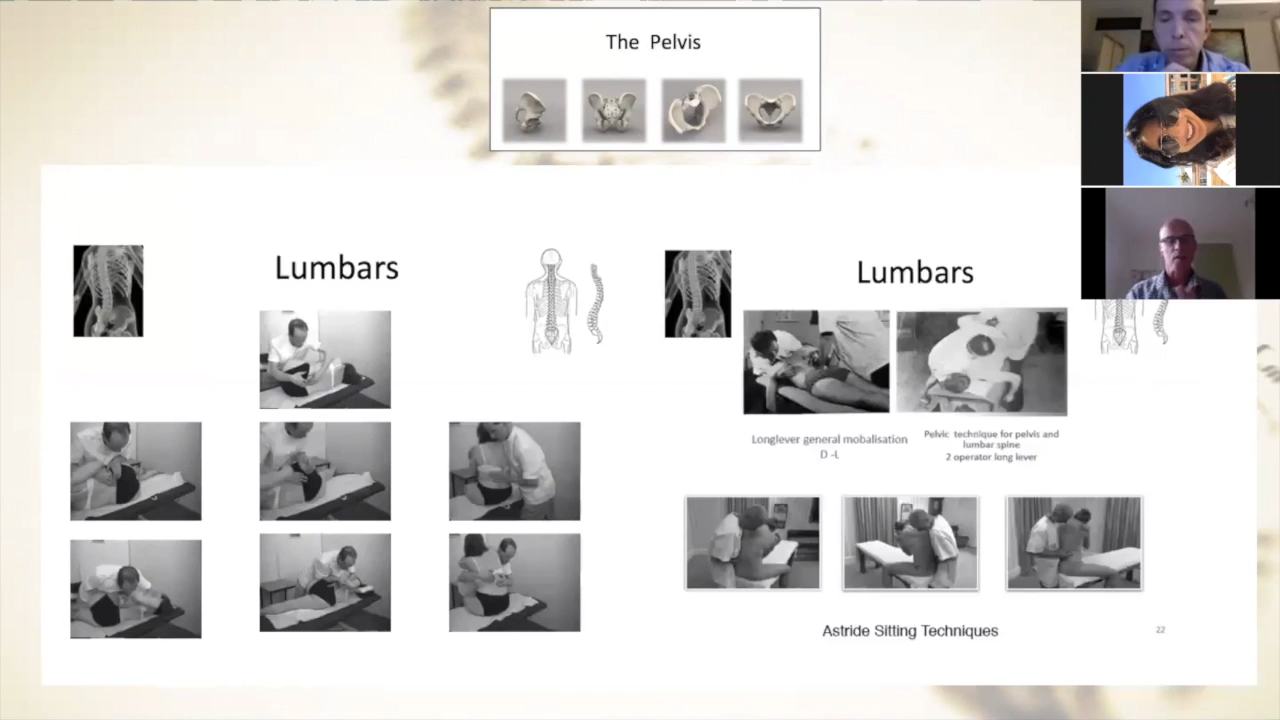 The Pelvis
Lumbars
Lumbars
Longlever general mobalisation
D -L
Pelvic technique for pelvis and
lumbar spine
2 operator long lever
Astride Sitting Techniques
22